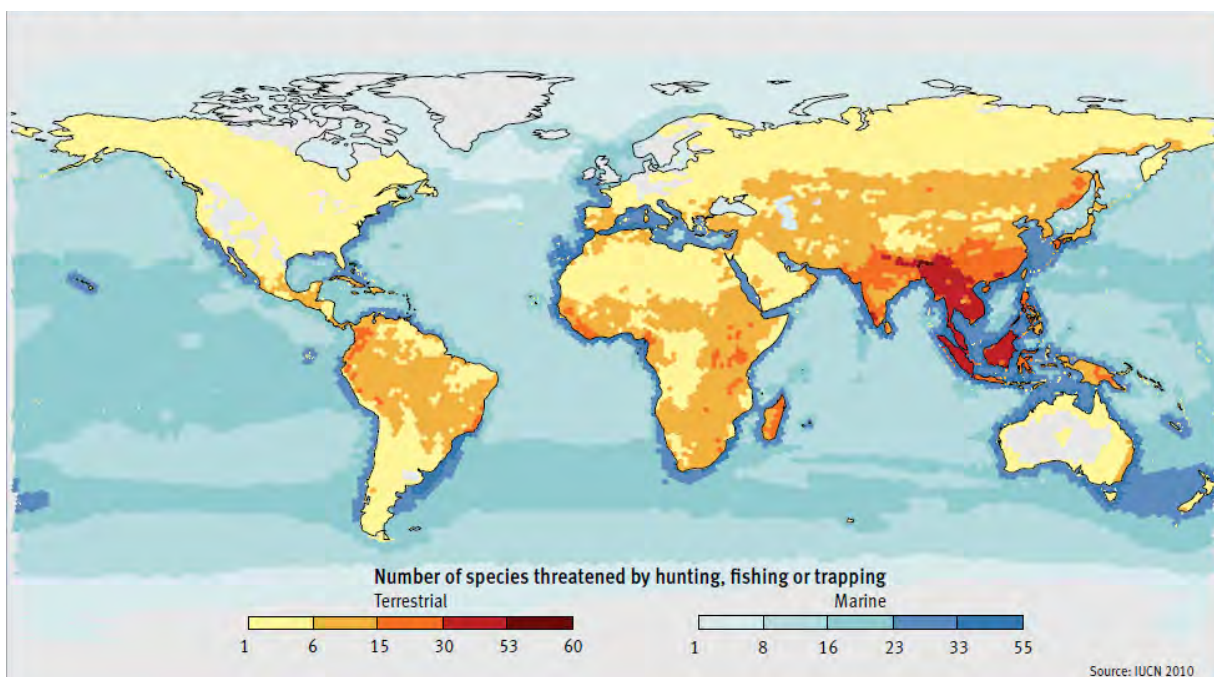 Number of species threatened by hunting, fishing or trapping
Terrestrial
Marine
1 6 15 30 53 60
1 8 16 23 33 55
Source: IUCN 2010